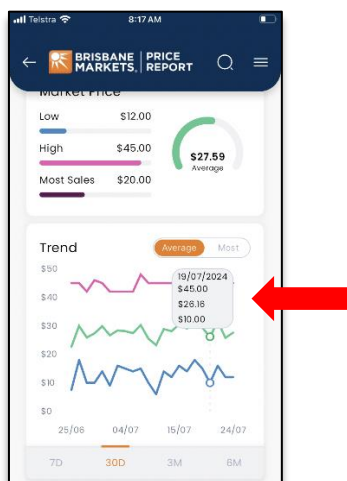 Telstra 8:17 AM
BRISBANE MARKETS, PRICE REPORT
Market Price
Low $12.00
High $45.00
Most Sales $20.00
$27.59
Average
Trend
Average Most
$50
$40
$30
$20
$10
$0
19/07/2024
$45.00
$26.16
$10.00
25/06 04/07 15/07 24/07
7D 30D 3M 6M